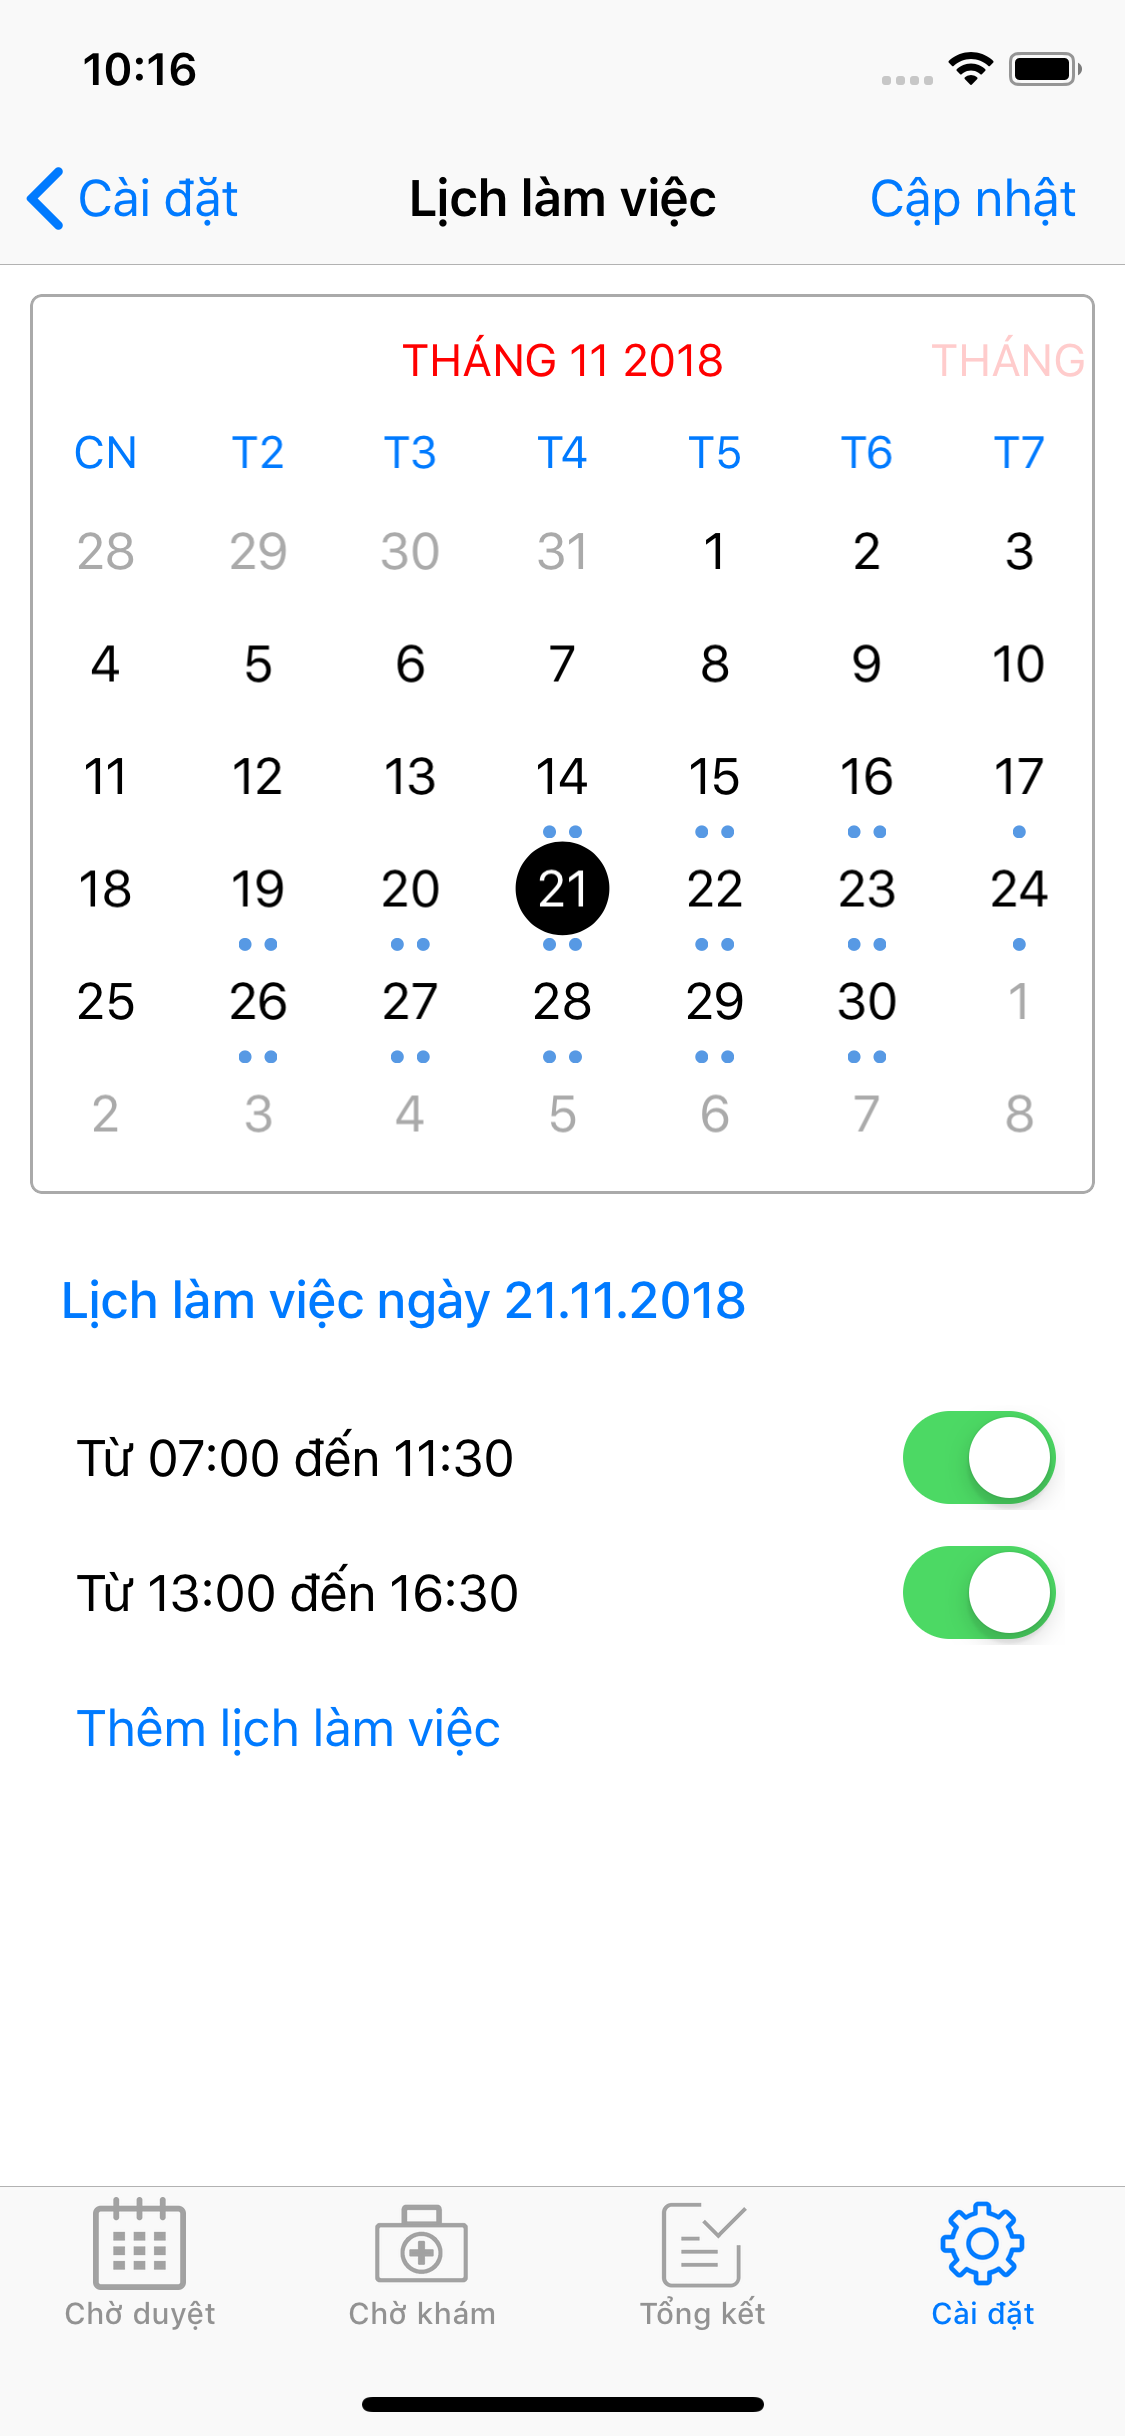 10:16
Cài đặt Lịch làm việc Cập nhật
THÁNG 11 2018 THÁNG
CN T2 T3 T4 T5 T6 T7
28 29 30 31 1 2 3
4 5 6 7 8 9 10
11 12 13 14 15 16 17
18 19 20 21 22 23 24
25 26 27 28 29 30 1
2 3 4 5 6 7 8
Lịch làm việc ngày 21.11.2018
Từ 07:00 đến 11:30
Từ 13:00 đến 16:30
Thêm lịch làm việc
Chờ duyệt Chờ khám Tổng kết Cài đặt